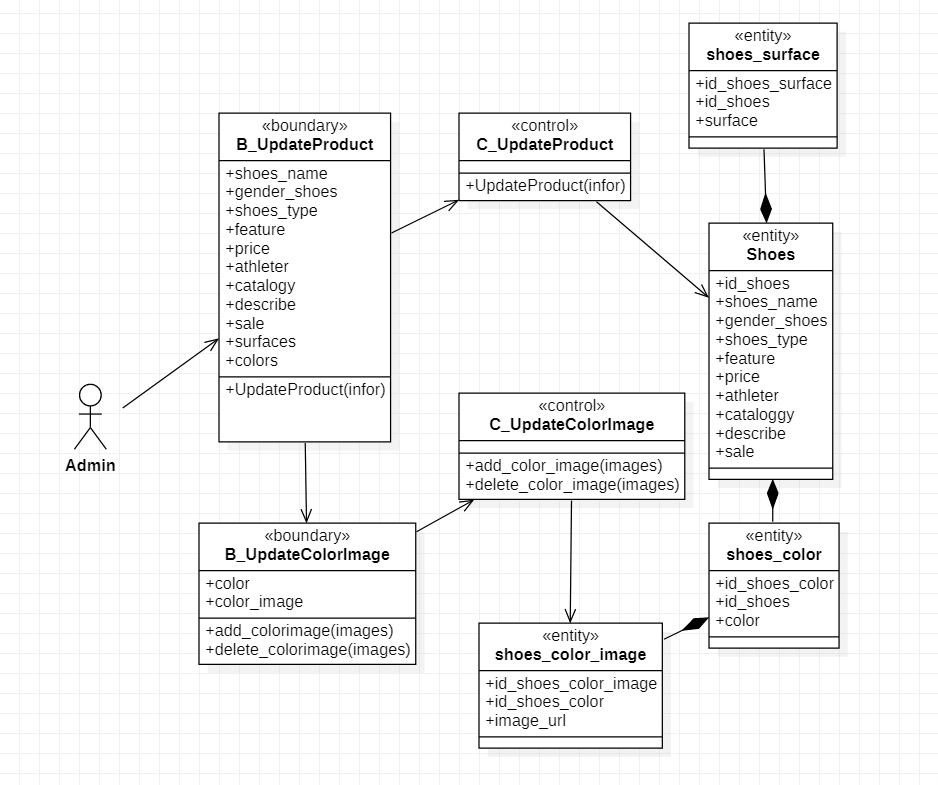 «entity»
shoes_surface
+id_shoes_surface
+id_shoes
+surface
«boundary»
B_UpdateProduct
+shoes_name
+gender_shoes
+shoes_type
+feature
+price
+athleter
+catalogy
+describe
+sale
+surfaces
+colors
+UpdateProduct(infor)
«control»
C_UpdateProduct
+UpdateProduct(infor)
«entity»
Shoes
+id_shoes
+shoes_name
+gender_shoes
+shoes_type
+feature
+price
+athleter
+cataloggy
+describe
+sale
Admin
«control»
C_UpdateColorImage
+add_color_image(images)
+delete_color_image(images)
«boundary»
B_UpdateColorImage
+color
+color_image
+add_colorimage(images)
+delete_colorimage(images)
«entity»
shoes_color
+id_shoes_color
+id_shoes
+color
«entity»
shoes_color_image
+id_shoes_color_image
+id_shoes_color
+image_url